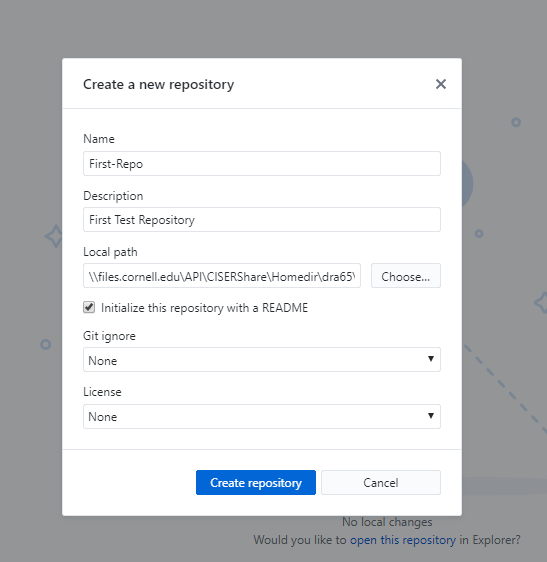 Create a new repository
Name
First-Repo
Description
First Test Repository
Local path
\\files.cornell.edu\API\CISERShare\Homedir\dra65\
Choose...
Initialize this repository with a README
Git ignore
None
License
None
Create repository
Cancel
No local changes
Would you like to open this repository in Explorer?